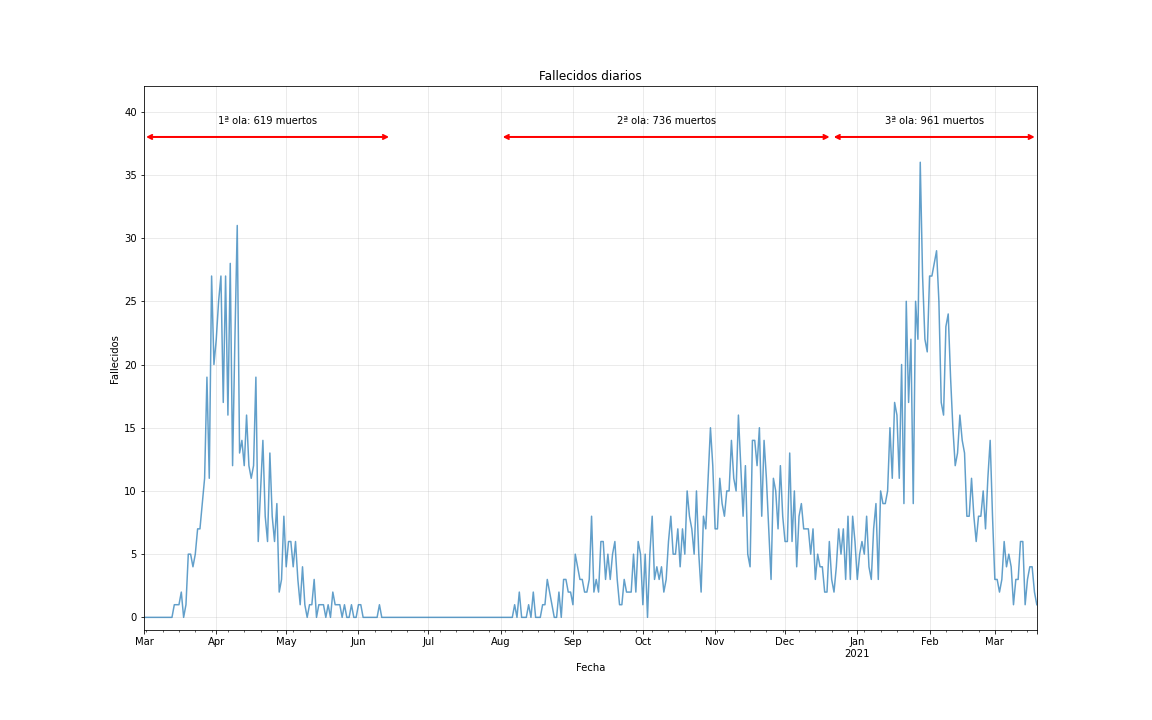 Fallecidos diarios
1ª ola: 619 muertos
2ª ola: 736 muertos
3ª ola: 961 muertos
40
35
30
25
20
15
10
5
0
Fallecidos
Mar
Apr
May
Jun
Jul
Aug
Sep
Oct
Nov
Dec
Jan
2021
Feb
Mar
Fecha